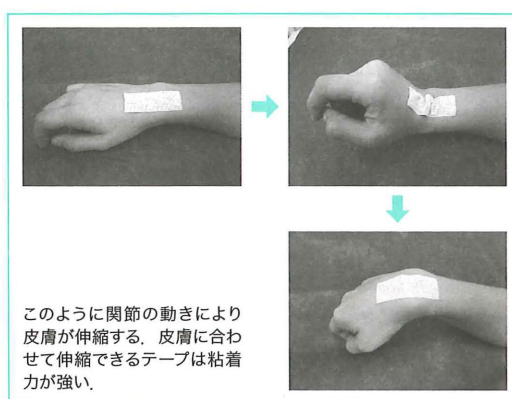 このように関節の動きにより
皮膚が伸縮する．皮膚に合わ
せて伸縮できるテープは粘着
力が強い．